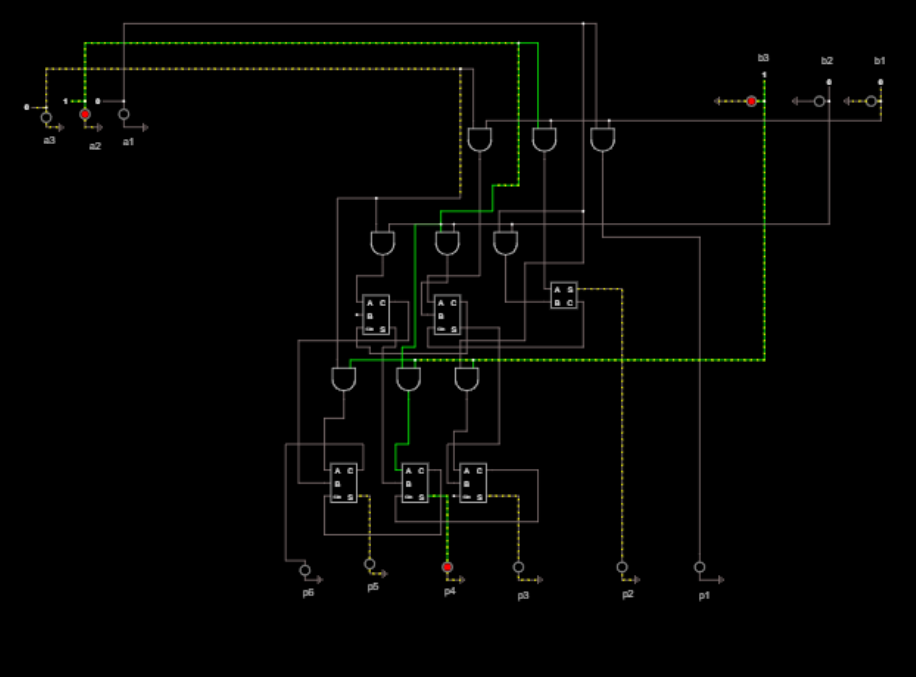 b3 b2 b1
1 0 0
0 1 0
a3 a2 a1
A S
B C
A C
B
Cin S
A C
B
Cin S
A C
B
Cin S
A C
B
Cin S
A C
B
Cin S
p6 p5 p4 p3 p2 p1